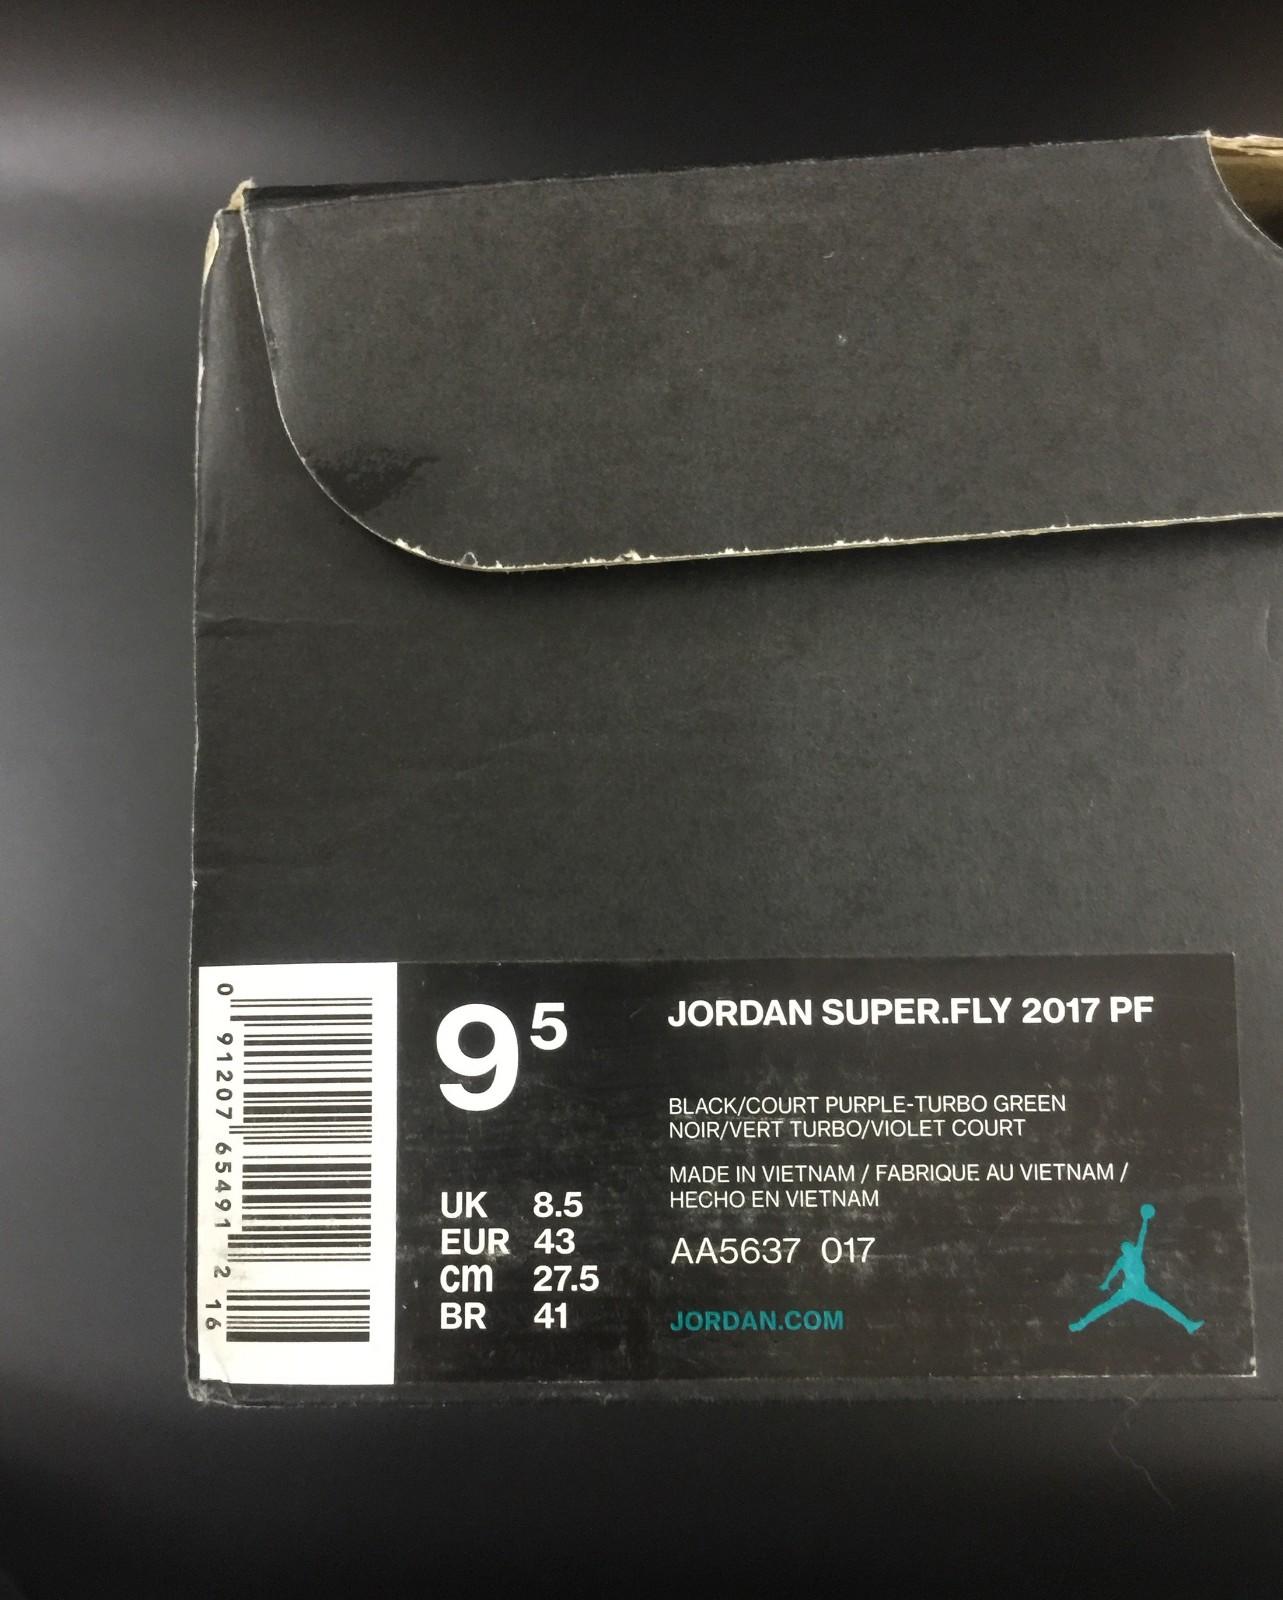 0 91207 65491 2 16
9 5
JORDAN SUPER.FLY 2017 PF
BLACK/COURT PURPLE-TURBO GREEN
NOIR/VERT TURBO/VIOLET COURT
MADE IN VIETNAM / FABRIQUE AU VIETNAM /
HECHO EN VIETNAM
UK 8.5
EUR 43
cm 27.5
BR 41
AA5637 017
JORDAN.COM